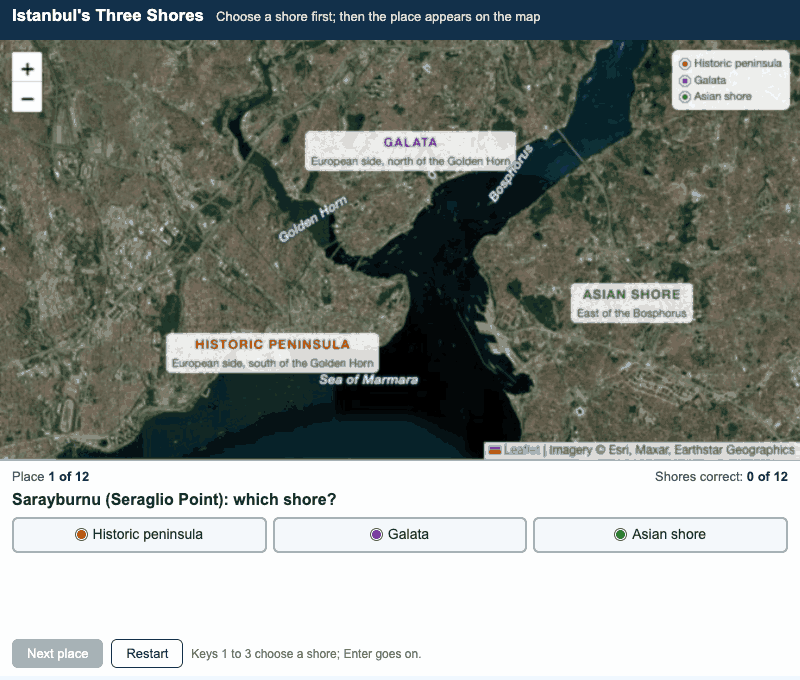 Istanbul's Three Shores Choose a shore first; then the place appears on the map
+
−
Historic peninsula
Galata
Asian shore
GALATA
European side, north of the Golden Horn
Bosphorus
Golden Horn
ASIAN SHORE
East of the Bosphorus
HISTORIC PENINSULA
European side, south of the Golden Horn
Sea of Marmara
Leaflet | Imagery © Esri, Maxar, Earthstar Geographics
Place 1 of 12 Shores correct: 0 of 12
Sarayburnu (Seraglio Point): which shore?
Historic peninsula Galata Asian shore
Next place Restart Keys 1 to 3 choose a shore; Enter goes on.